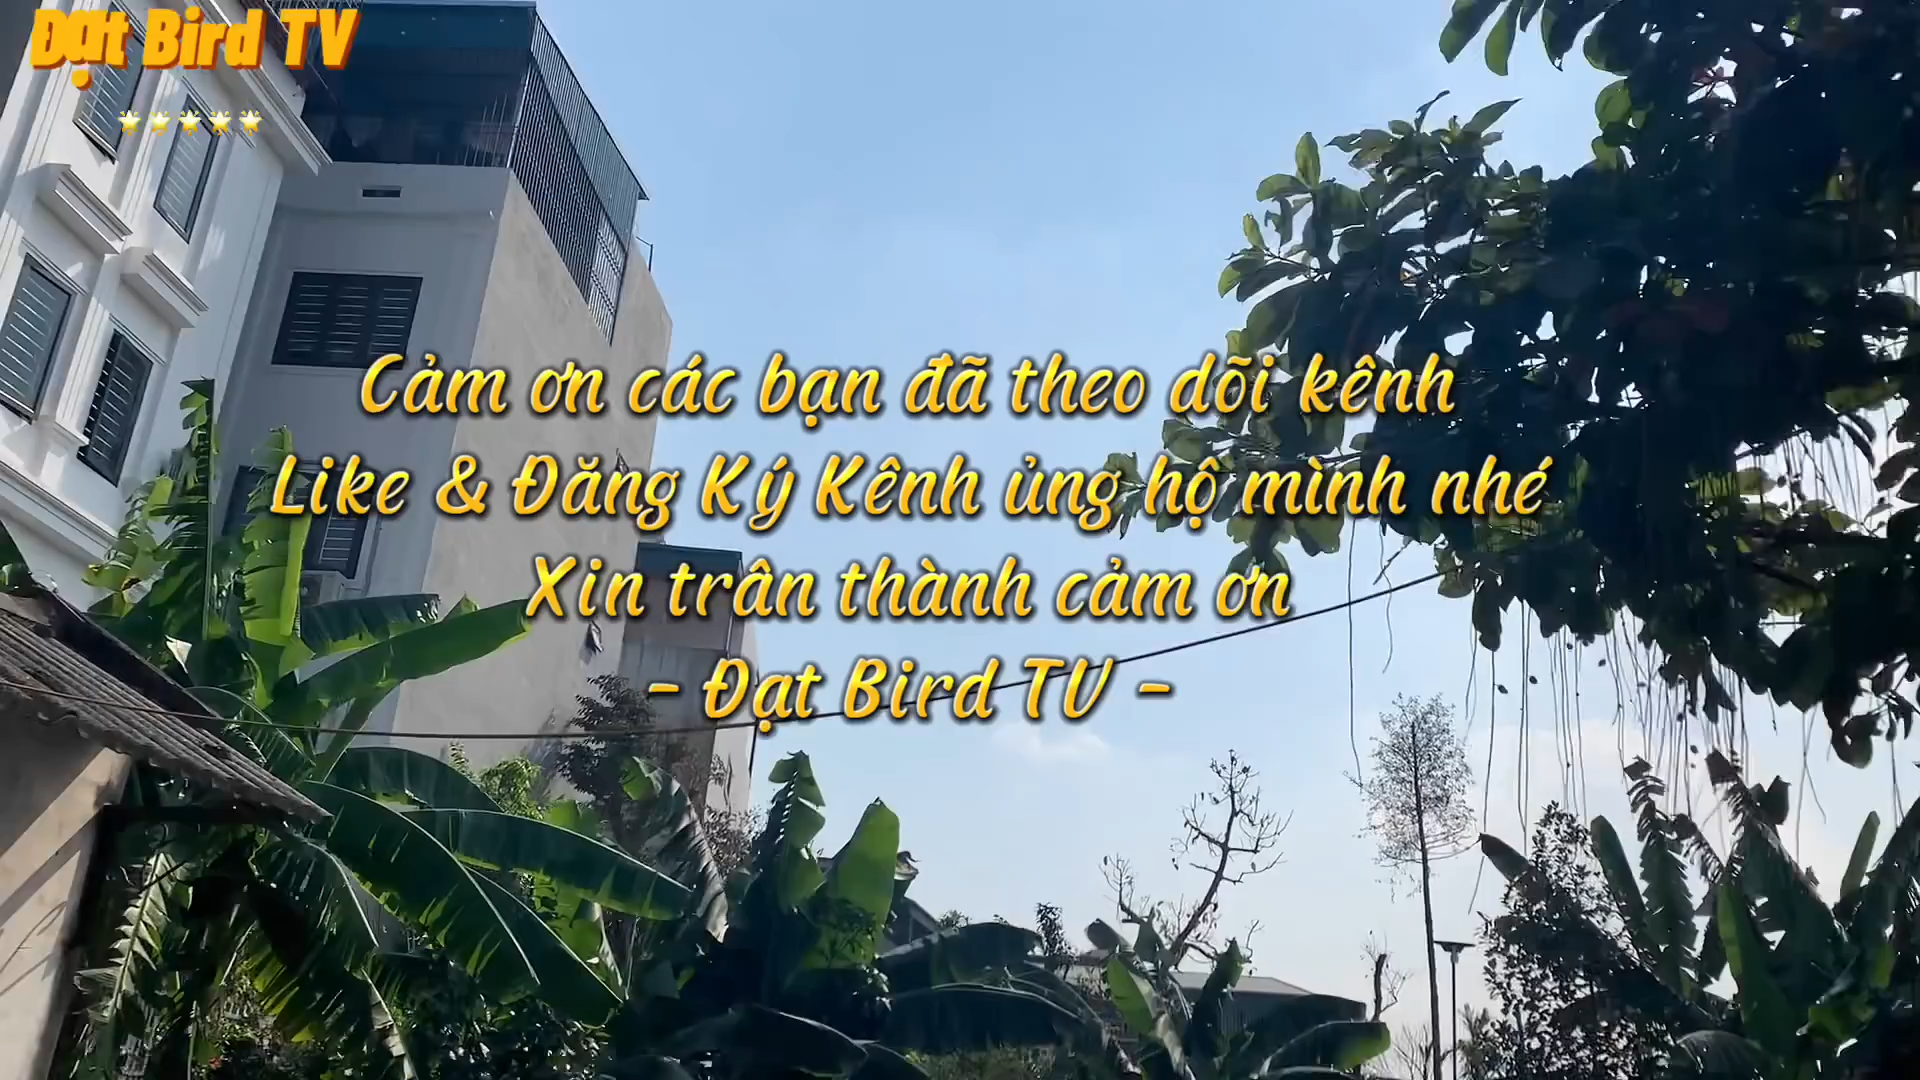 Đạt Bird TV
Cảm ơn các bạn đã theo dõi kênh
Like & Đăng Ký Kênh ủng hộ mình nhé
Xin trân thành cảm ơn
- Đạt Bird TV -